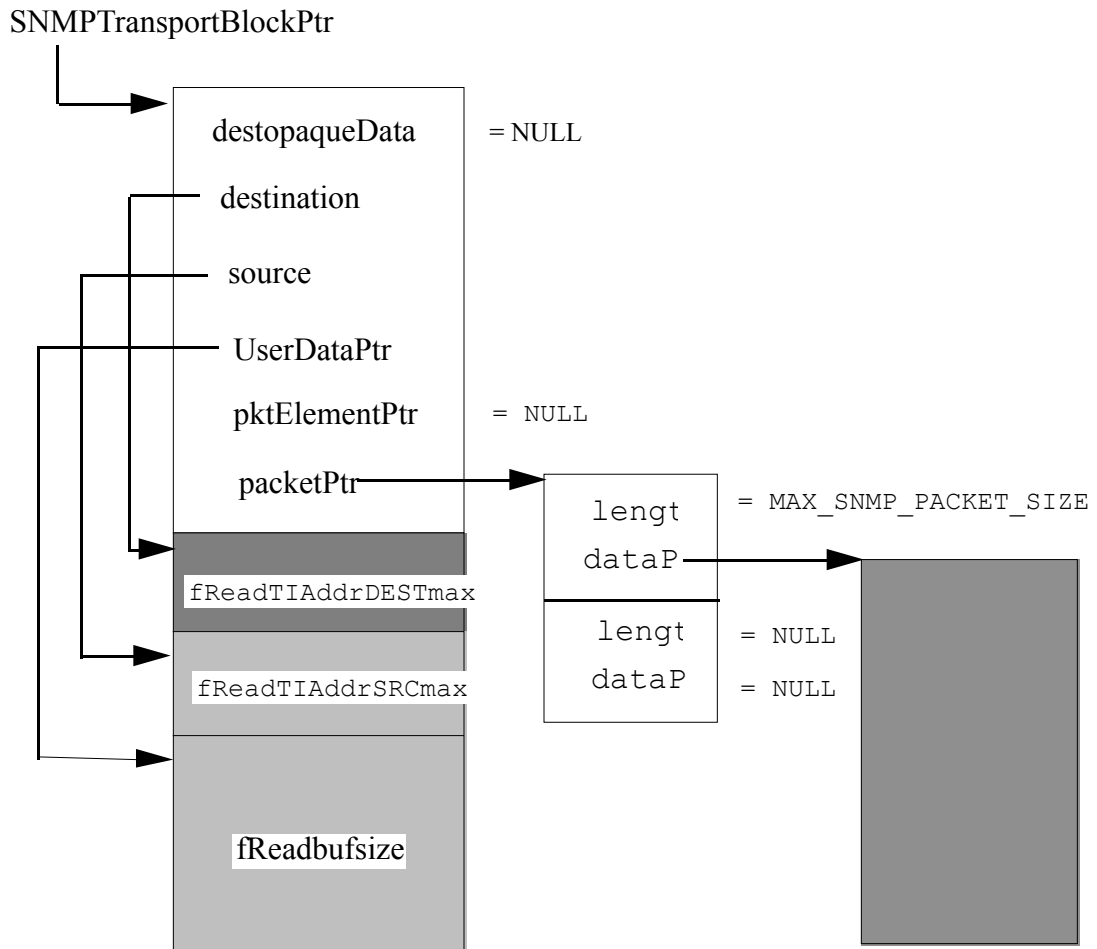 SNMPTransportBlockPtr
destopaqueData = NULL
destination
source
UserDataPtr
pktElementPtr = NULL
packetPtr
lengt = MAX_SNMP_PACKET_SIZE
dataP
fReadTIAddrDESTmax
lengt = NULL
dataP = NULL
fReadTIAddrSRCmax
fReadbufsize